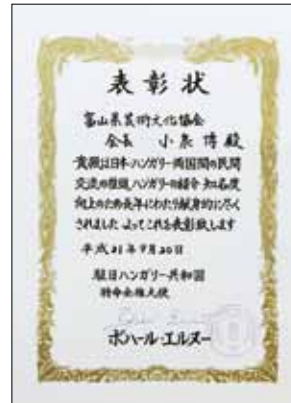 表彰状
富山県芸術文化協会
会長 小泉博殿
貴殿は日本・ハンガリー両国間の民間
交流の推進、ハンガリーの紹介 知名度
向上のため長年にわたり献身的に尽く
されました よってこれを表彰致します
平成21年9月20日
駐日ハンガリー共和国
特命全権大使
ボハール・エルヌー